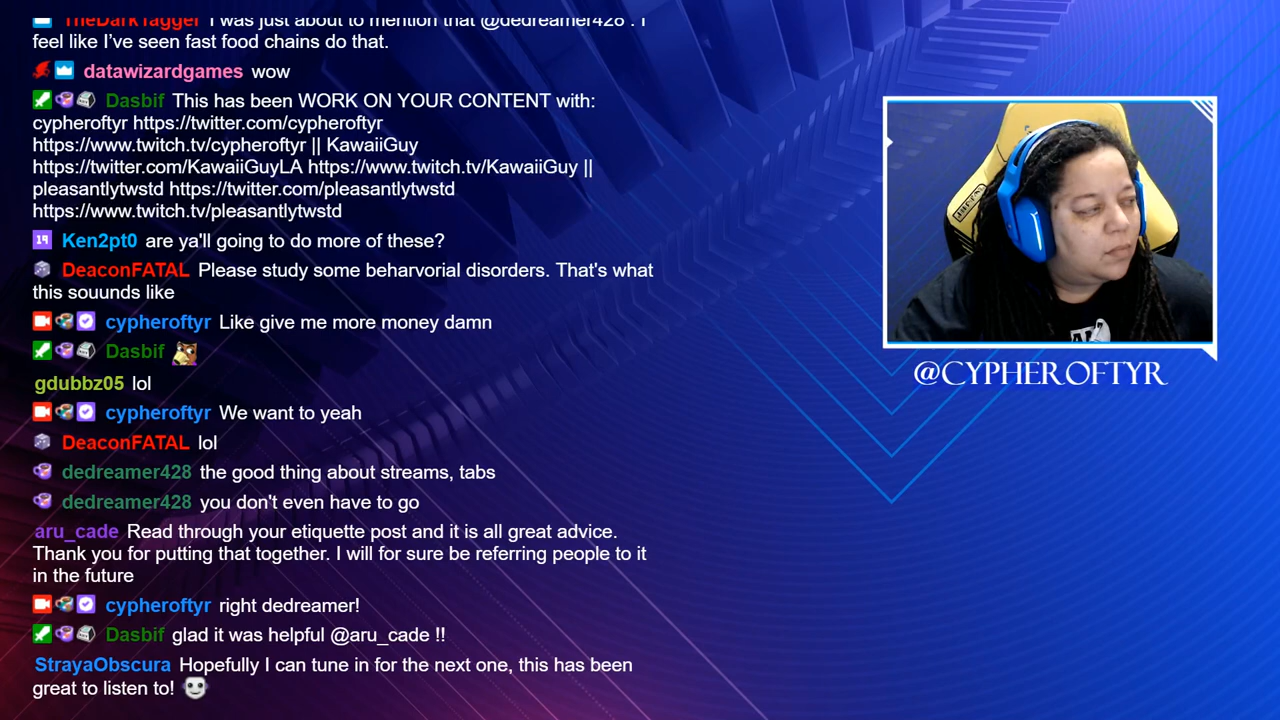 TheDarkTagger I was just about to mention that @dedreamer428 . I
feel like I’ve seen fast food chains do that.
datawizardgames wow
Dasbif This has been WORK ON YOUR CONTENT with:
cypheroftyr https://twitter.com/cypheroftyr
https://www.twitch.tv/cypheroftyr || KawaiiGuy
https://twitter.com/KawaiiGuyLA https://www.twitch.tv/KawaiiGuy ||
pleasantlytwstd https://twitter.com/pleasantlytwstd
https://www.twitch.tv/pleasantlytwstd
19 Ken2pt0 are ya'll going to do more of these?
DeaconFATAL Please study some beharvorial disorders. That's what
this souunds like
cypheroftyr Like give me more money damn
Dasbif
gdubbz05 lol
cypheroftyr We want to yeah
DeaconFATAL lol
dedreamer428 the good thing about streams, tabs
dedreamer428 you don't even have to go
aru_cade Read through your etiquette post and it is all great advice.
Thank you for putting that together. I will for sure be referring people to it
in the future
cypheroftyr right dedreamer!
Dasbif glad it was helpful @aru_cade !!
StrayaObscura Hopefully I can tune in for the next one, this has been
great to listen to!
@CYPHEROFTYR